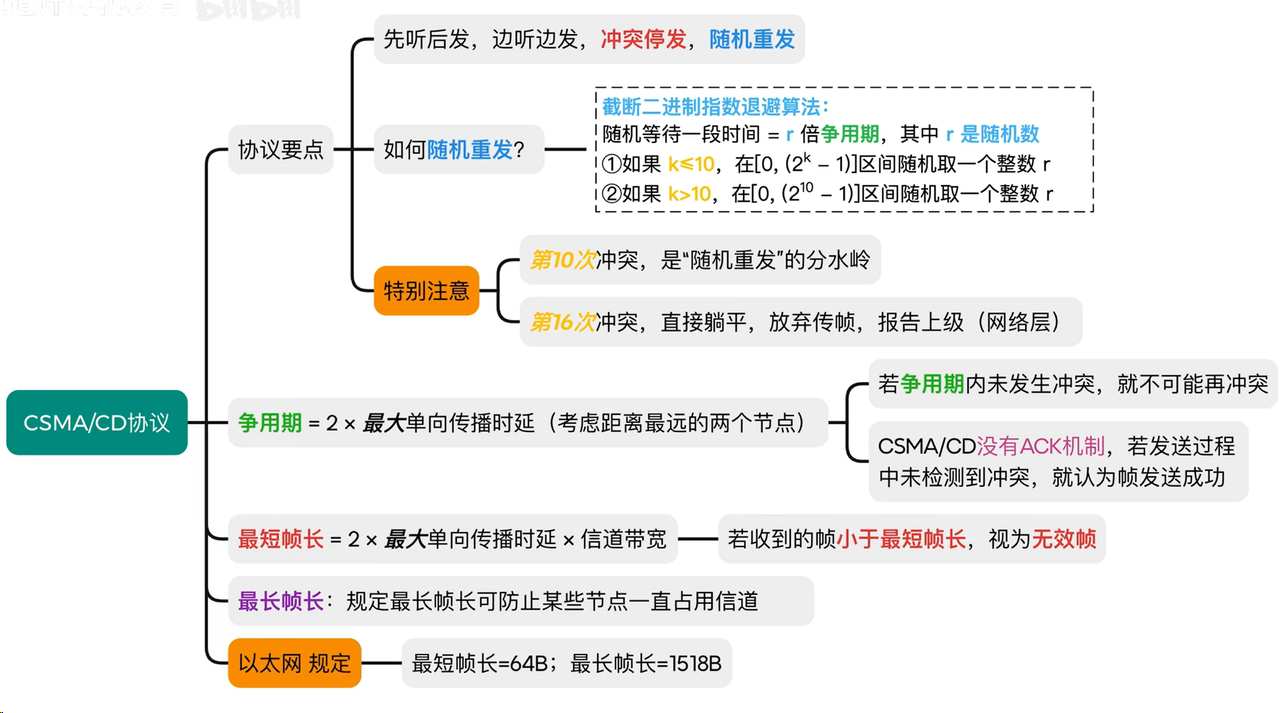 先听后发，边听边发，冲突停发，随机重发
协议要点
如何随机重发？
截断二进制指数退避算法：
随机等待一段时间 = r 倍争用期，其中 r 是随机数
①如果 k≤10，在[0, (2^k – 1)]区间随机取一个整数 r
②如果 k>10，在[0, (2^10 – 1)]区间随机取一个整数 r
特别注意
第10次冲突，是“随机重发”的分水岭
第16次冲突，直接躺平，放弃传帧，报告上级（网络层）
CSMA/CD协议
争用期 = 2 × 最大单向传播时延（考虑距离最远的两个节点）
若争用期内未发生冲突，就不可能再冲突
CSMA/CD没有ACK机制，若发送过程
中未检测到冲突，就认为帧发送成功
最短帧长 = 2 × 最大单向传播时延 × 信道带宽
若收到的帧小于最短帧长，视为无效帧
最长帧长：规定最长帧长可防止某些节点一直占用信道
以太网 规定
最短帧长=64B；最长帧长=1518B